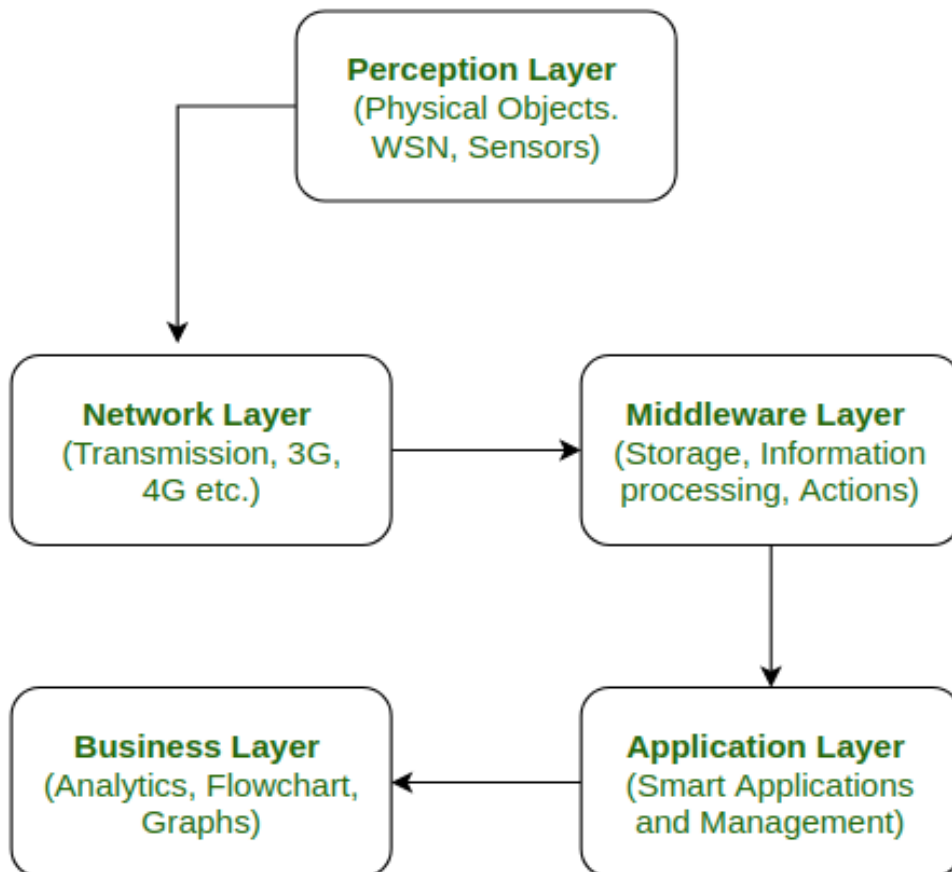 Perception Layer
(Physical Objects.
WSN, Sensors)
Network Layer
(Transmission, 3G,
4G etc.)
Middleware Layer
(Storage, Information
processing, Actions)
Business Layer
(Analytics, Flowchart,
Graphs)
Application Layer
(Smart Applications
and Management)